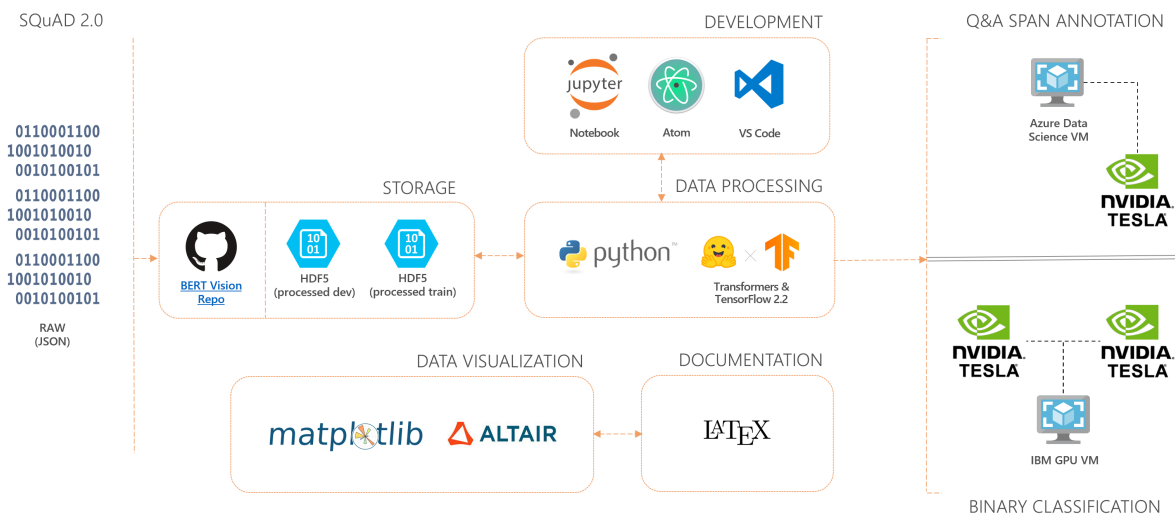 SQuAD 2.0
0110001100
1001010010
0010100101
0110001100
1001010010
0010100101
0110001100
1001010010
0010100101
RAW
(JSON)
STORAGE
BERT Vision
Repo
10
01
HDF5
(processed dev)
10
01
HDF5
(processed train)
DEVELOPMENT
jupyter
Notebook
Atom
VS Code
DATA PROCESSING
python™
Transformers &
TensorFlow 2.2
DATA VISUALIZATION
matplotlib
ALTAIR
DOCUMENTATION
LATEX
Q&A SPAN ANNOTATION
Azure Data
Science VM
NVIDIA.
TESLA
NVIDIA.
TESLA
NVIDIA.
TESLA
IBM GPU VM
BINARY CLASSIFICATION